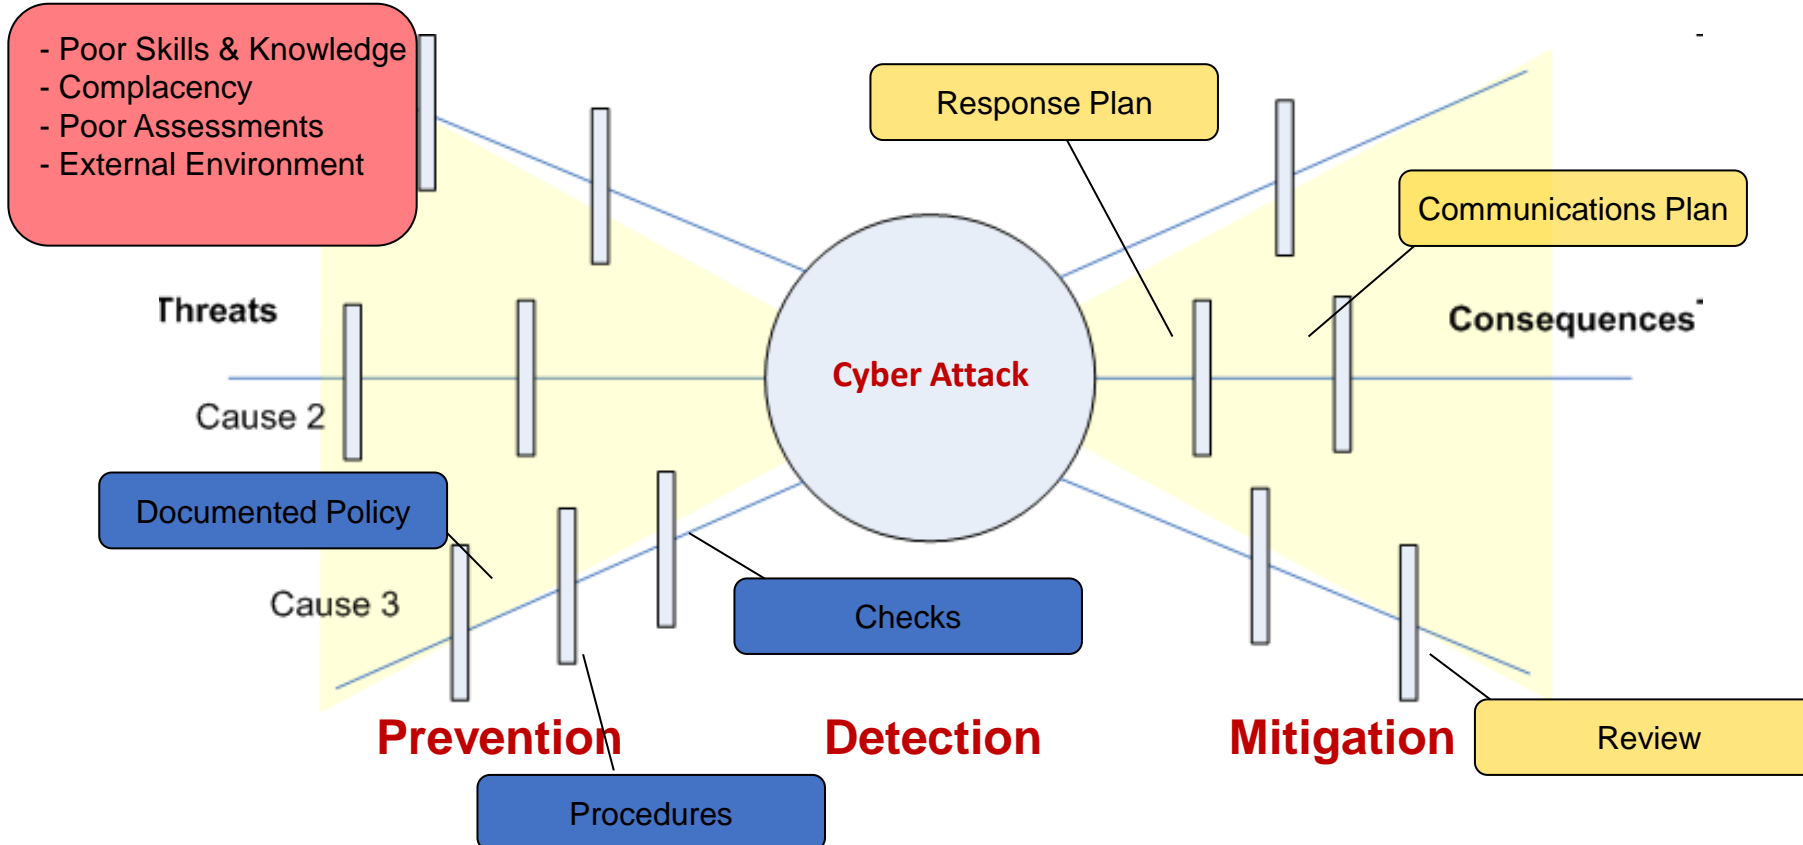 - Poor Skills & Knowledge
- Complacency
- Poor Assessments
- External Environment
Response Plan
Communications Plan
Threats
Consequences
Cyber Attack
Cause 2
Documented Policy
Cause 3
Checks
Prevention
Detection
Mitigation
Review
Procedures